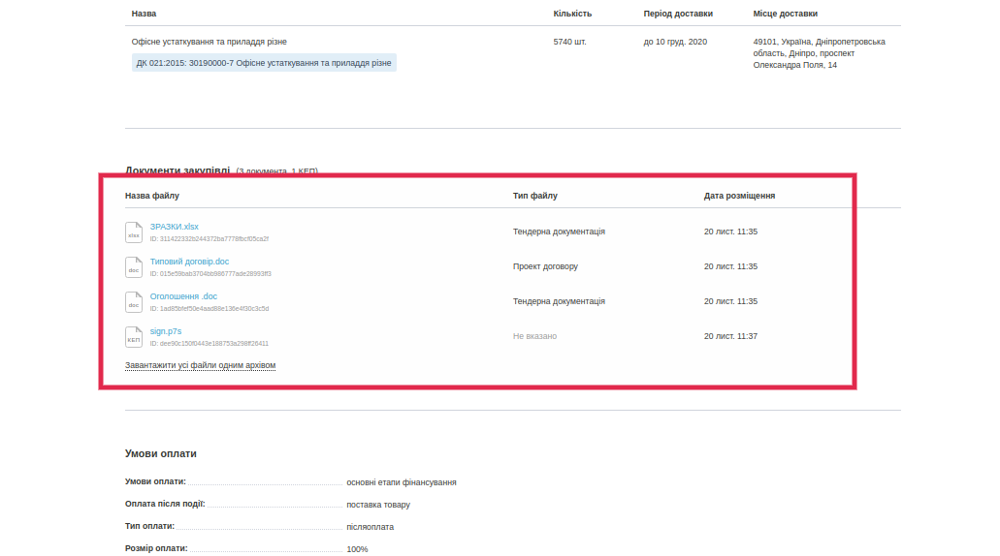 Назва Кількість Період доставки Місце доставки
Офісне устаткування та приладдя різне 5740 шт. до 10 груд. 2020 49101, Україна, Дніпропетровська
область, Дніпро, проспект
ДК 021:2015: 30190000-7 Офісне устаткування та приладдя різне
Олександра Поля, 14
Документи закупівлі (3 документа, 1 КЕП)
Назва файлу Тип файлу Дата розміщення
xlsx ЗРАЗКИ.xlsx Тендерна документація 20 лист. 11:35
ID: 311422332b244372ba7778fbcf05ca2f
doc Типовий договір.doc Проект договору 20 лист. 11:35
ID: 015e59bab3704bb986777ade28993ff3
doc Оголошення .doc Тендерна документація 20 лист. 11:35
ID: 1ad85bfef50e4aad88e136e4f30c3c5d
КЕП sign.p7s Не вказано 20 лист. 11:37
ID: dee90c150f0443e188753a298ff26411
Завантажити усі файли одним архівом
Умови оплати
Умови оплати: основні етапи фінансування
Оплата після події: поставка товару
Тип оплати: післяоплата
Розмір оплати: 100%